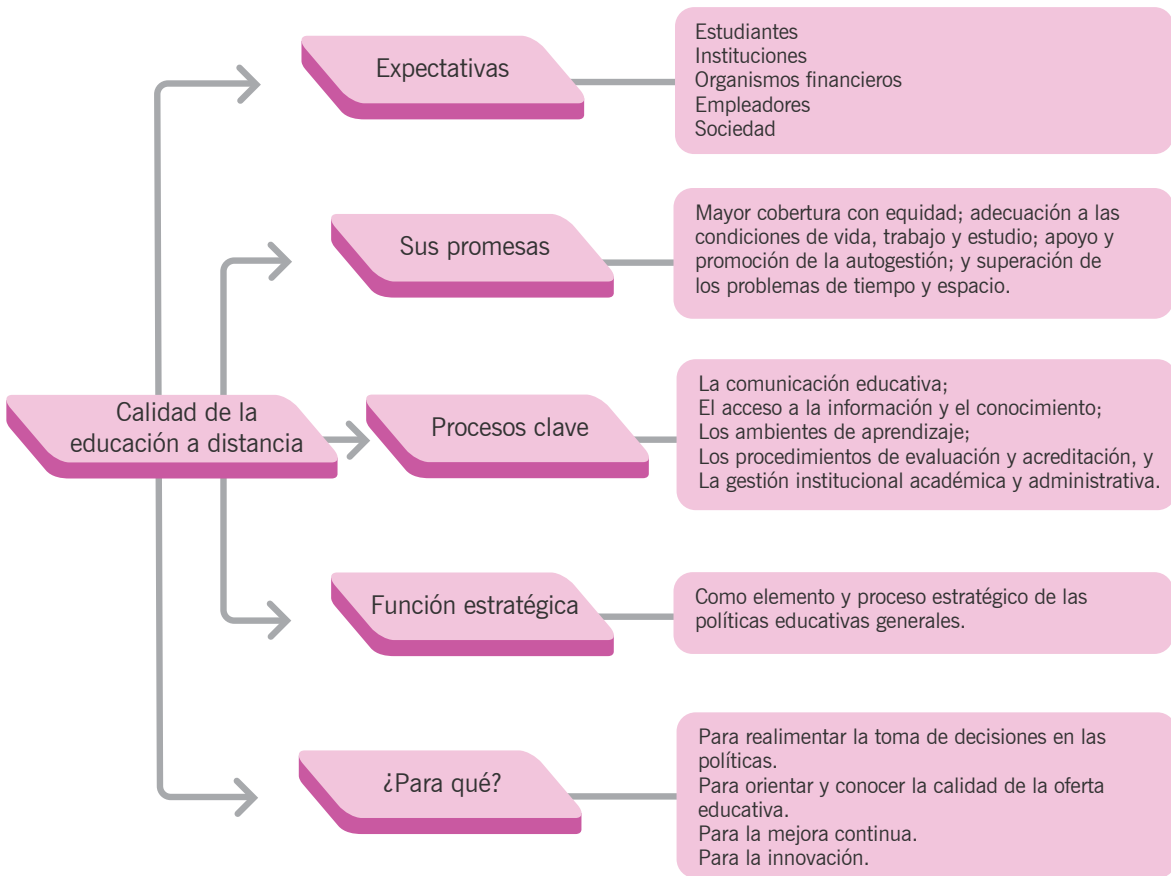 Expectativas
Estudiantes
Instituciones
Organismos financieros
Empleadores
Sociedad
Sus promesas
Mayor cobertura con equidad; adecuación a las
condiciones de vida, trabajo y estudio; apoyo y
promoción de la autogestión; y superación de
los problemas de tiempo y espacio.
Calidad de la
educación a distancia
Procesos clave
La comunicación educativa;
El acceso a la información y el conocimiento;
Los ambientes de aprendizaje;
Los procedimientos de evaluación y acreditación, y
La gestión institucional académica y administrativa.
Función estratégica
Como elemento y proceso estratégico de las
políticas educativas generales.
¿Para qué?
Para realimentar la toma de decisiones en las
políticas.
Para orientar y conocer la calidad de la oferta
educativa.
Para la mejora continua.
Para la innovación.